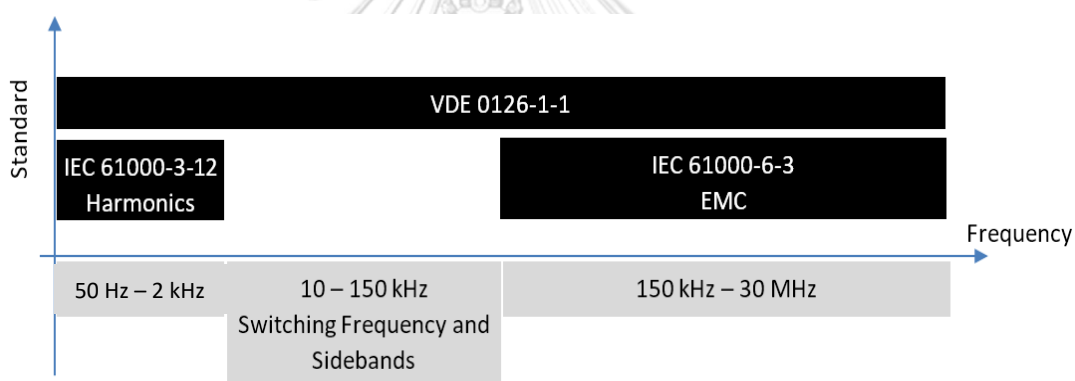 Standard
VDE 0126-1-1
IEC 61000-3-12
Harmonics
IEC 61000-6-3
EMC
Frequency
50 Hz – 2 kHz
10 – 150 kHz
Switching Frequency and
Sidebands
150 kHz – 30 MHz